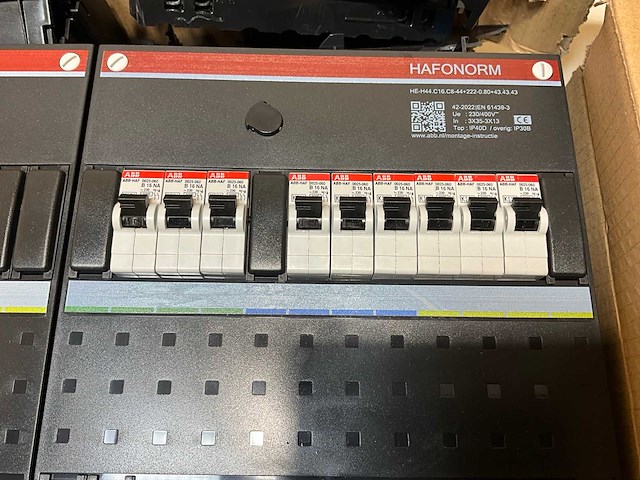 HAFONORM
HE-H44.C16.C8-44+222-0.80+43.43.43
42-2022|EN 61439-3
Ue : 230/400V~
In : 3X35-3X13
Top : IP40D / overig: IP30B
www.abb.nl/montage-instructie
CE
ABB ABB ABB ABB ABB ABB ABB ABB ABB
B 16 NA B 16 NA B 16 NA B 16 NA B 16 NA B 16 NA B 16 NA B 16 NA B 16 NA